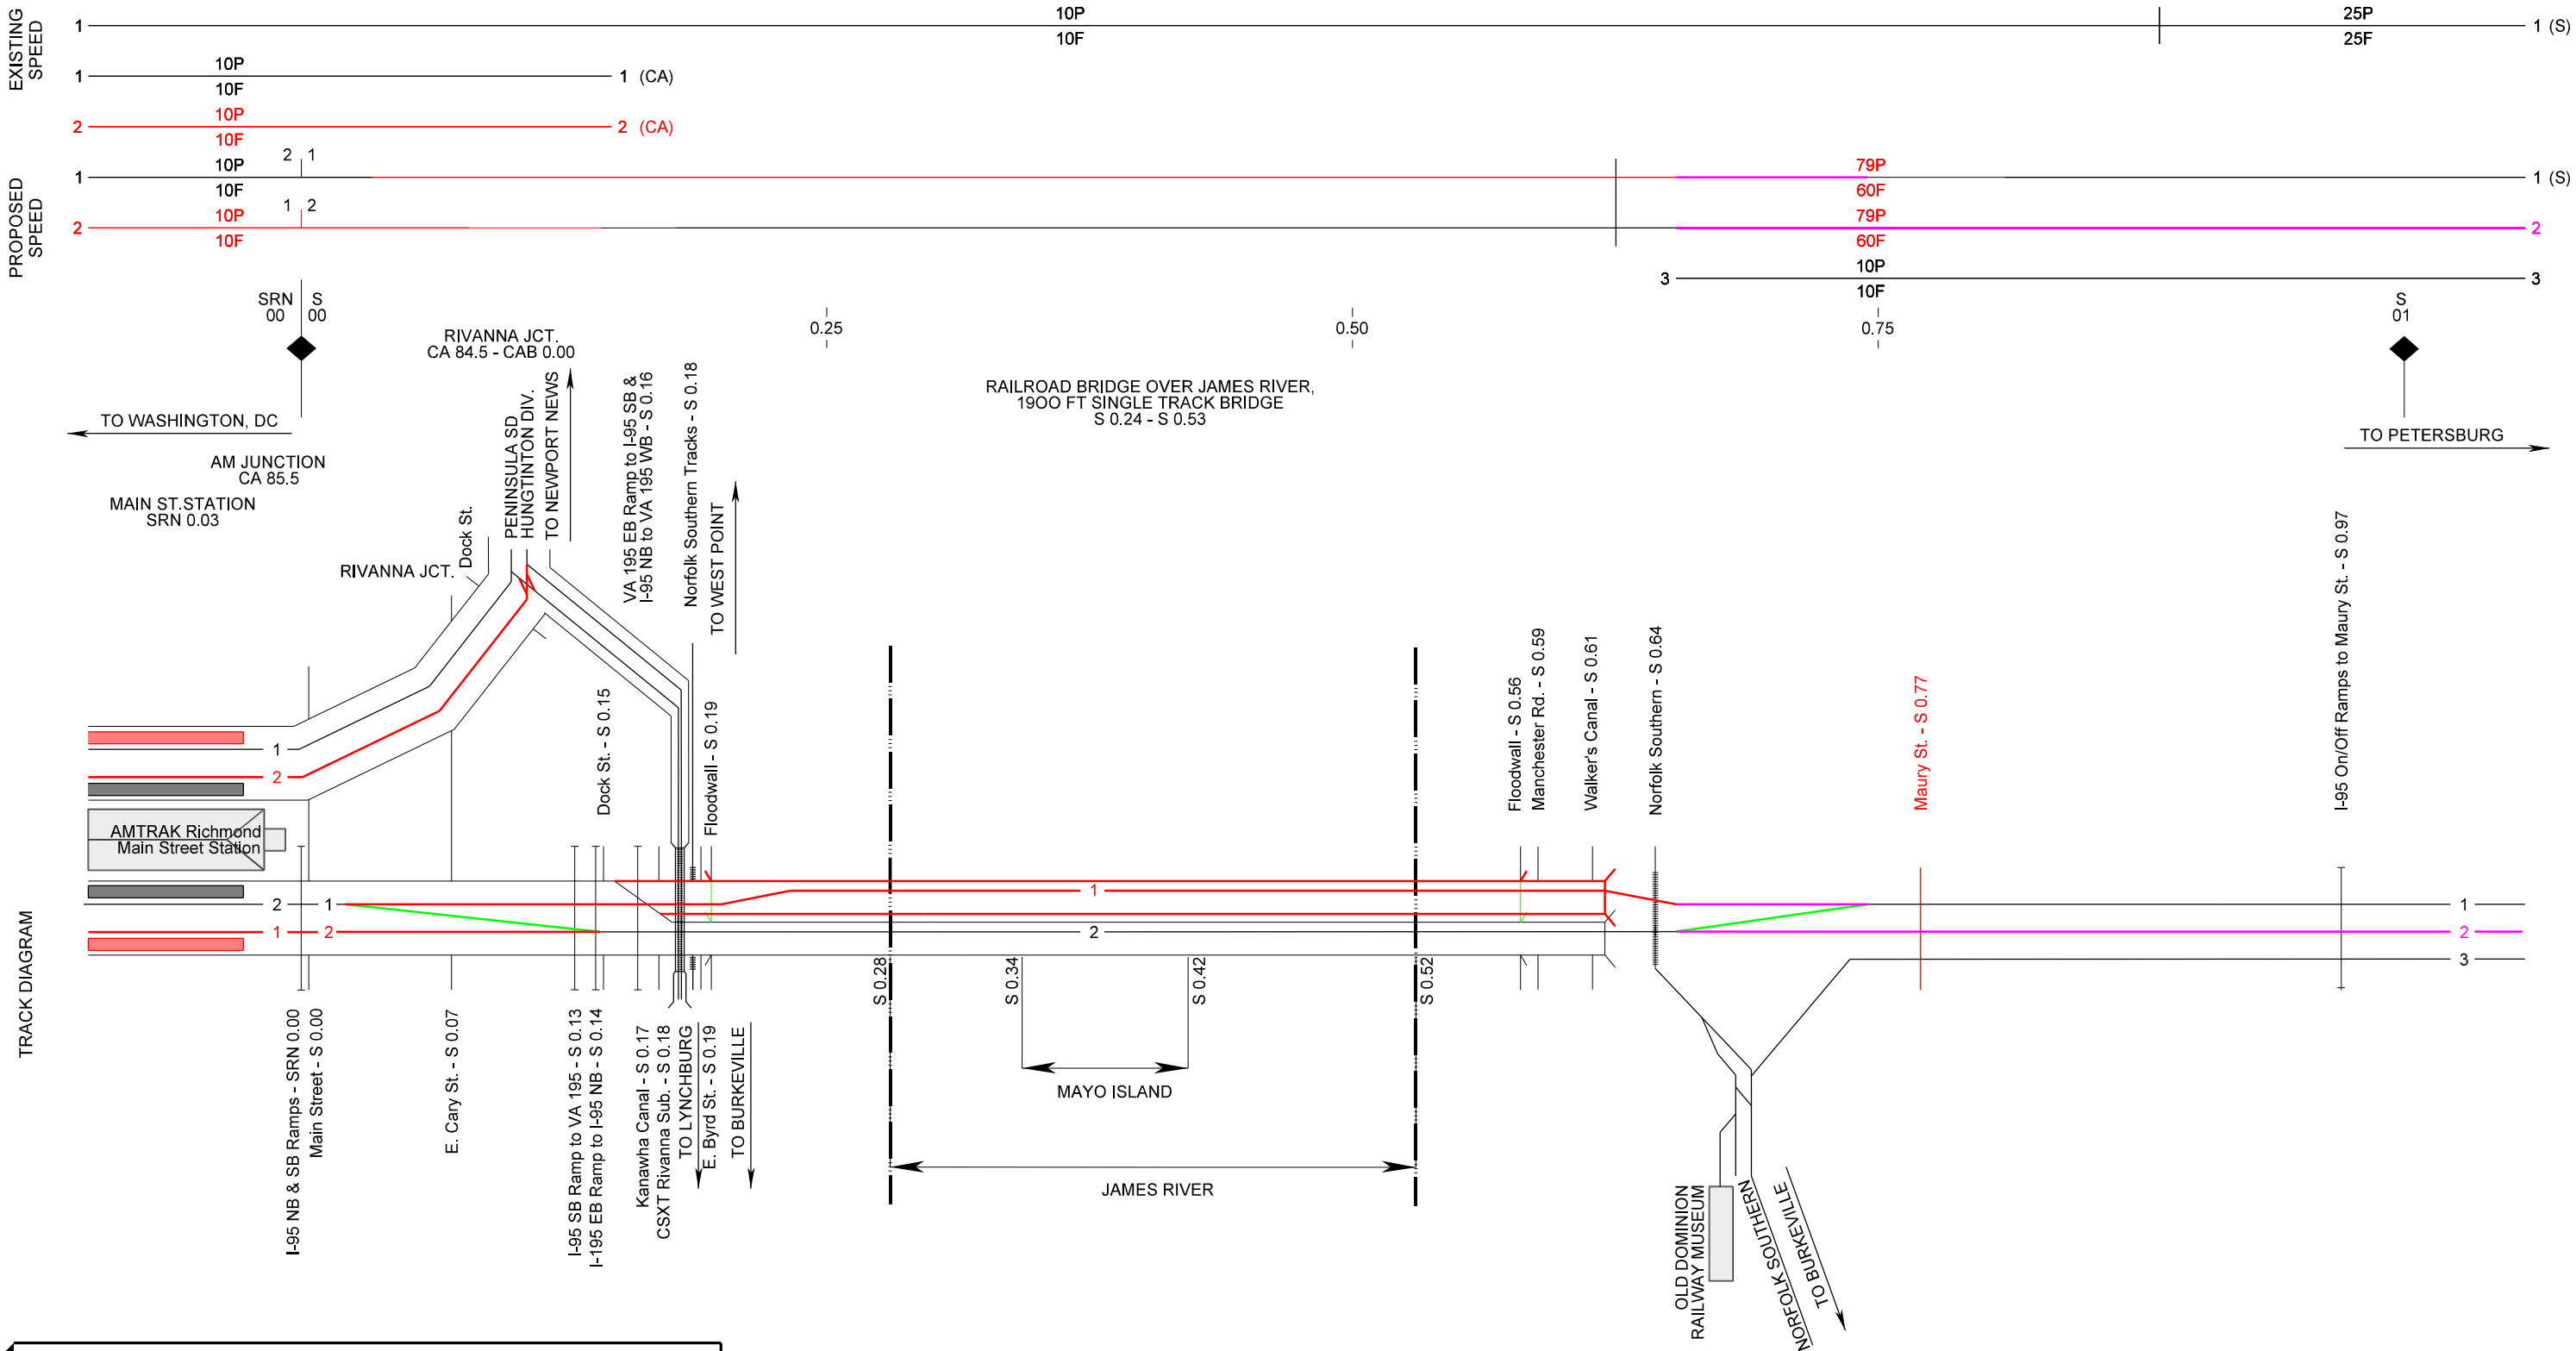 EXISTING
SPEED
1
10P
10F
25P
25F
1 (S)
1
10P
10F
1 (CA)
2
10P
10F
2 (CA)
PROPOSED
SPEED
1
10P
10F
2 1
79P
60F
1 (S)
2
10P
10F
1 2
79P
60F
2
3
10P
10F
3
SRN
00
S
00
0.25
0.50
0.75
S
01
RIVANNA JCT.
CA 84.5 - CAB 0.00
TO WASHINGTON, DC
AM JUNCTION
CA 85.5
MAIN ST.STATION
SRN 0.03
RAILROAD BRIDGE OVER JAMES RIVER,
1900 FT SINGLE TRACK BRIDGE
S 0.24 - S 0.53
TO PETERSBURG
RIVANNA JCT.
Dock St.
PENINSULA SD
HUNGTINTON DIV.
TO NEWPORT NEWS
VA 195 EB Ramp to I-95 SB &
I-95 NB to VA 195 WB - S 0.16
Norfolk Southern Tracks - S 0.18
TO WEST POINT
Dock St. - S 0.15
Floodwall - S 0.19
Floodwall - S 0.56
Manchester Rd. - S 0.59
Walker's Canal - S 0.61
Norfolk Southern - S 0.64
Maury St. - S 0.77
I-95 On/Off Ramps to Maury St. - S 0.97
1
2
AMTRAK Richmond
Main Street Station
TRACK DIAGRAM
2 1
1 2
1
2
1
2
3
S 0.28
S 0.34
S 0.42
S 0.52
MAYO ISLAND
JAMES RIVER
I-95 NB & SB Ramps - SRN 0.00
Main Street - S 0.00
E. Cary St. - S 0.07
I-95 SB Ramp to VA 195 - S 0.13
I-195 EB Ramp to I-95 NB - S 0.14
Kanawha Canal - S 0.17
CSXT Rivanna Sub. - S 0.18
TO LYNCHBURG
E. Byrd St. - S 0.19
TO BURKEVILLE
OLD DOMINION
RAILWAY MUSEUM
NORFOLK SOUTHERN
TO BURKEVILLE